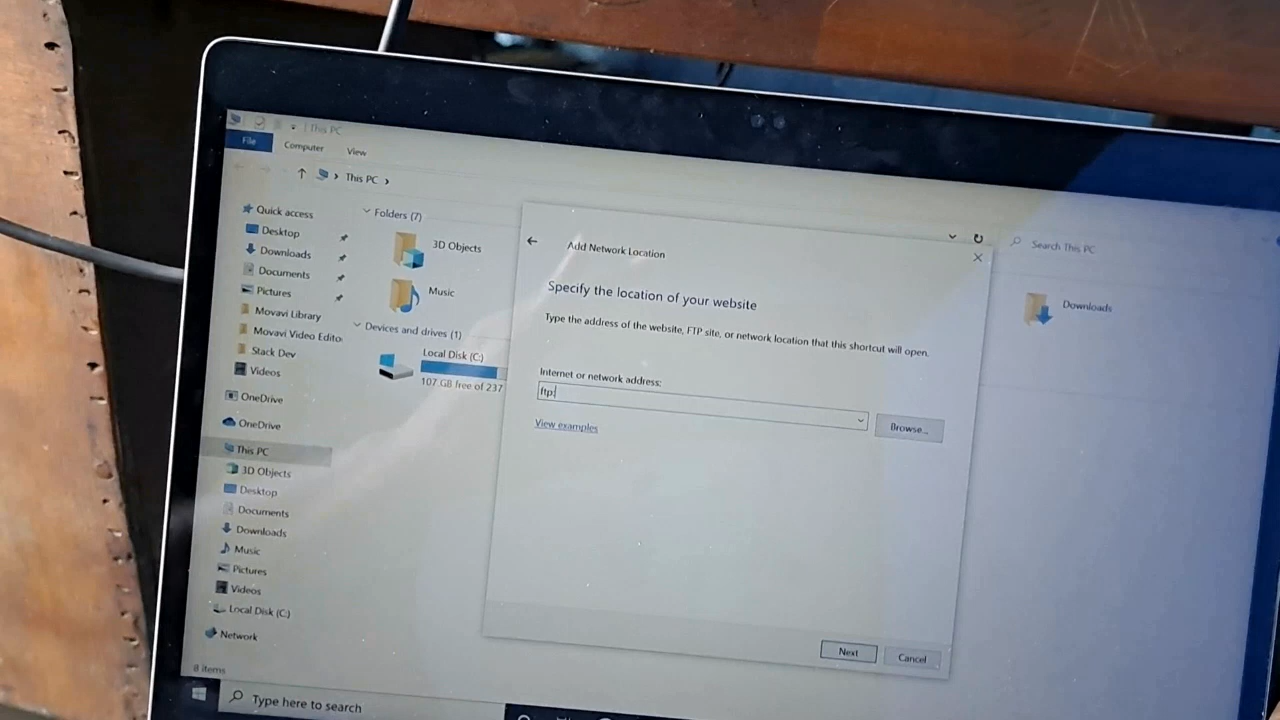 This PC
File
Computer
View
This PC
Search This PC
Quick access
Desktop
Downloads
Documents
Pictures
Movavi Library
Movavi Video Edito
Stack Dev
Videos
OneDrive
OneDrive
This PC
3D Objects
Desktop
Documents
Downloads
Music
Pictures
Videos
Local Disk (C:)
Network
8 items
Folders (7)
3D Objects
Music
Devices and drives (1)
Local Disk (C:)
107 GB free of 237
Downloads
Add Network Location
Specify the location of your website
Type the address of the website, FTP site, or network location that this shortcut will open.
Internet or network address:
ftp:
Browse...
View examples
Next
Cancel
Type here to search